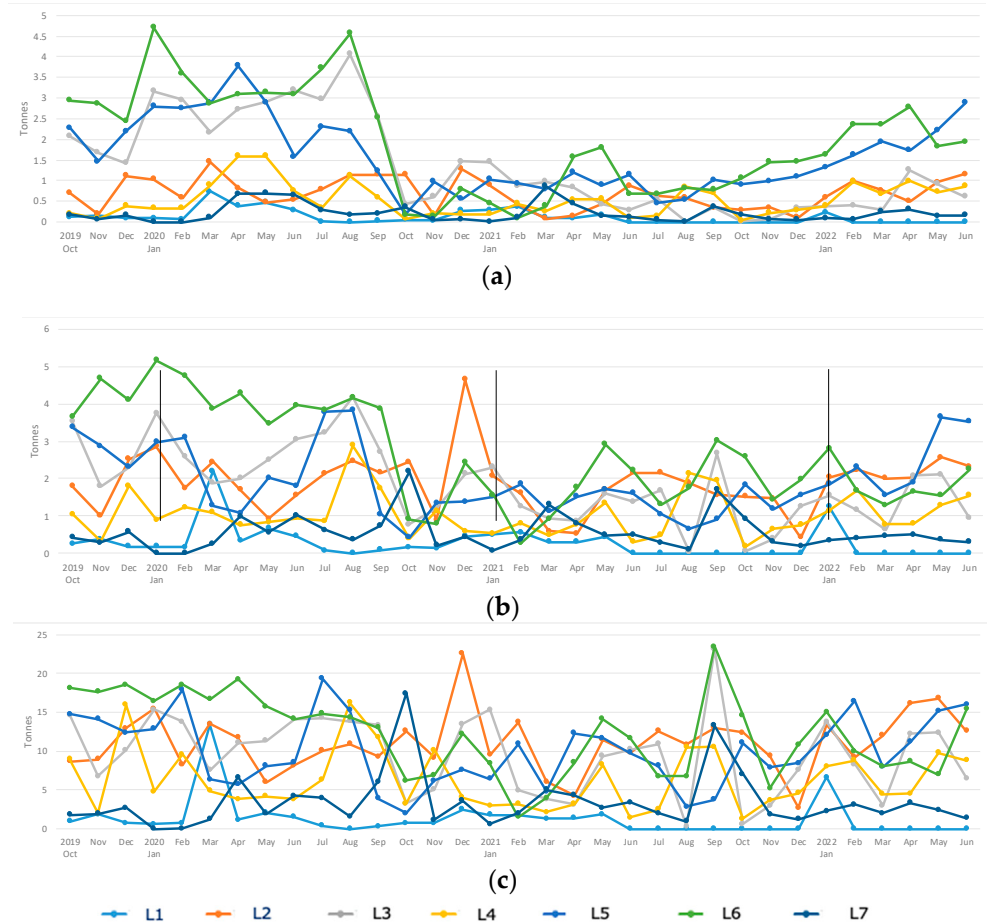 5
4.5
4
3.5
3
2.5
2
1.5
1
0.5
0
Tonnes
2019 Nov Dec 2020 Feb Mar Apr May Jun Jul Aug Sep Oct Nov Dec 2021 Feb Mar Apr May Jun Jul Aug Sep Oct Nov Dec 2022 Feb Mar Apr May Jun
Oct Jan Jan Jan
(a)
6
5
4
3
2
1
0
Tonnes
2019 Nov Dec 2020 Feb Mar Apr May Jun Jul Aug Sep Oct Nov Dec 2021 Feb Mar Apr May Jun Jul Aug Sep Oct Nov Dec 2022 Feb Mar Apr May Jun
Oct Jan Jan Jan
(b)
25
20
15
10
5
0
Tonnes
2019 Nov Dec 2020 Feb Mar Apr May Jun Jul Aug Sep Oct Nov Dec 2021 Feb Mar Apr May Jun Jul Aug Sep Oct Nov Dec 2022 Feb Mar Apr May Jun
Oct Jan Jan Jan
(c)
L1 L2 L3 L4 L5 L6 L7